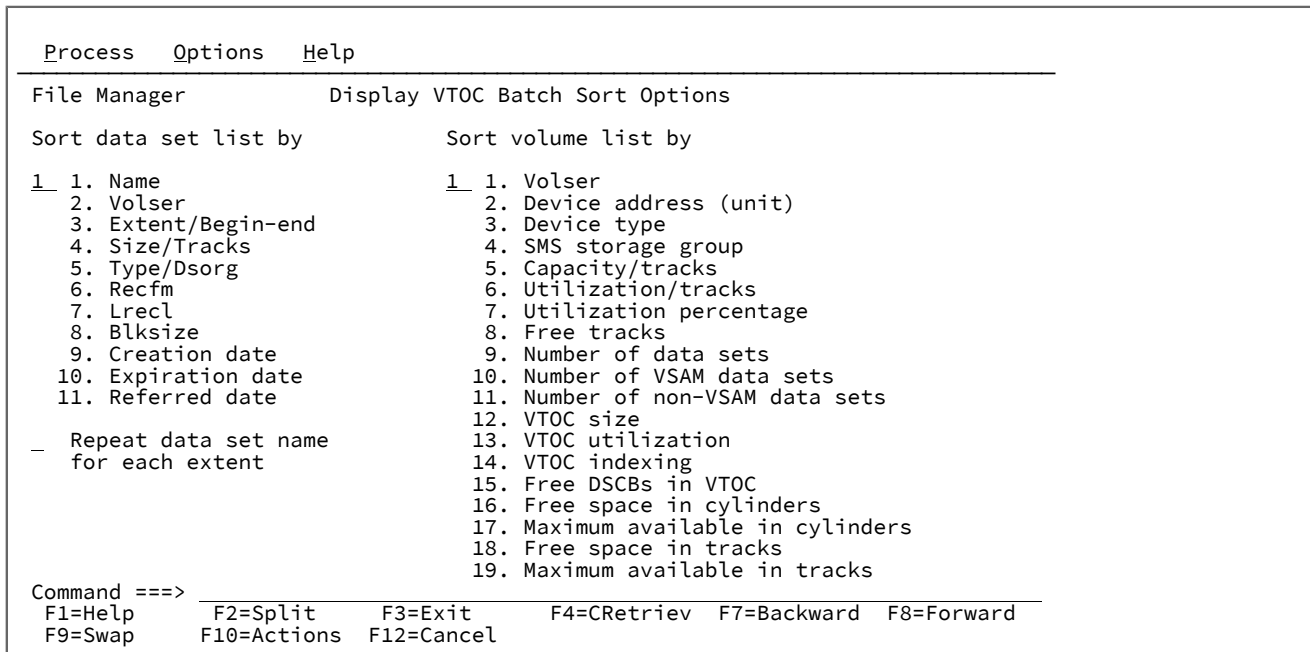 Process   Options   Help
File Manager           Display VTOC Batch Sort Options
Sort data set list by           Sort volume list by
1  1. Name                      1  1. Volser
   2. Volser                       2. Device address (unit)
   3. Extent/Begin-end             3. Device type
   4. Size/Tracks                  4. SMS storage group
   5. Type/Dsorg                   5. Capacity/tracks
   6. Recfm                        6. Utilization/tracks
   7. Lrecl                        7. Utilization percentage
   8. Blksize                      8. Free tracks
   9. Creation date                9. Number of data sets
  10. Expiration date             10. Number of VSAM data sets
  11. Referred date               11. Number of non-VSAM data sets
                                  12. VTOC size
_  Repeat data set name           13. VTOC utilization
   for each extent                14. VTOC indexing
                                  15. Free DSCBs in VTOC
                                  16. Free space in cylinders
                                  17. Maximum available in cylinders
                                  18. Free space in tracks
                                  19. Maximum available in tracks
Command ===>
F1=Help      F2=Split     F3=Exit      F4=CRetriev  F7=Backward  F8=Forward
F9=Swap     F10=Actions  F12=Cancel